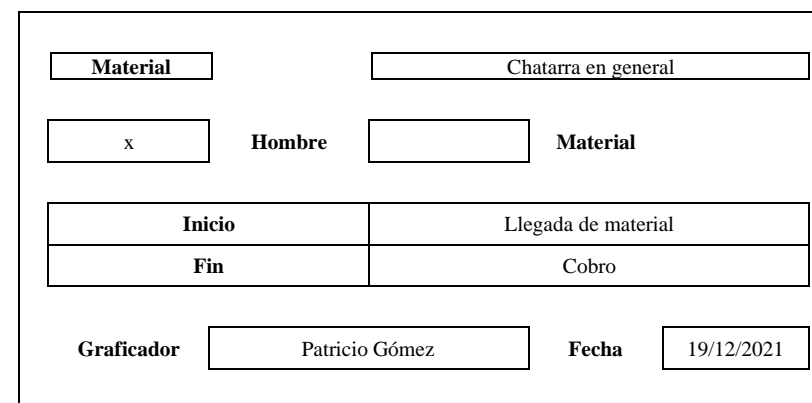 Material Chatarra en general
x Hombre Material
Inicio Llegada de material
Fin Cobro
Graficador Patricio Gómez Fecha 19/12/2021